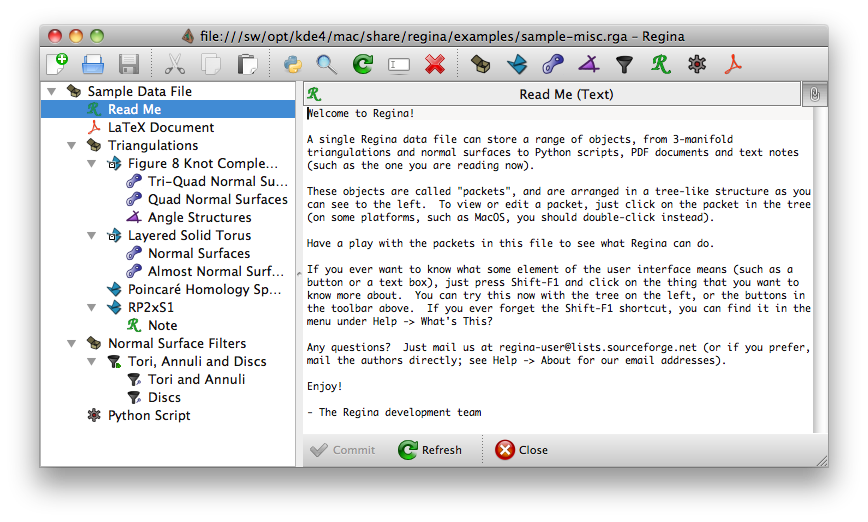 file:///sw/opt/kde4/mac/share/regina/examples/sample-misc.rga – Regina
Sample Data File
Read Me
LaTeX Document
Triangulations
Figure 8 Knot Comple...
Tri-Quad Normal Su...
Quad Normal Surfaces
Angle Structures
Layered Solid Torus
Normal Surfaces
Almost Normal Surf...
Poincaré Homology Sp...
RP2xS1
Note
Normal Surface Filters
Tori, Annuli and Discs
Tori and Annuli
Discs
Python Script
Read Me (Text)
Welcome to Regina!
A single Regina data file can store a range of objects, from 3-manifold
triangulations and normal surfaces to Python scripts, PDF documents and text notes
(such as the one you are reading now).
These objects are called "packets", and are arranged in a tree-like structure as you
can see to the left.  To view or edit a packet, just click on the packet in the tree
(on some platforms, such as MacOS, you should double-click instead).
Have a play with the packets in this file to see what Regina can do.
If you ever want to know what some element of the user interface means (such as a
button or a text box), just press Shift-F1 and click on the thing that you want to
know more about.  You can try this now with the tree on the left, or the buttons in
the toolbar above.  If you ever forget the Shift-F1 shortcut, you can find it in the
menu under Help -> What's This?
Any questions?  Just mail us at regina-user@lists.sourceforge.net (or if you prefer,
mail the authors directly; see Help -> About for our email addresses).
Enjoy!
- The Regina development team
Commit
Refresh
Close